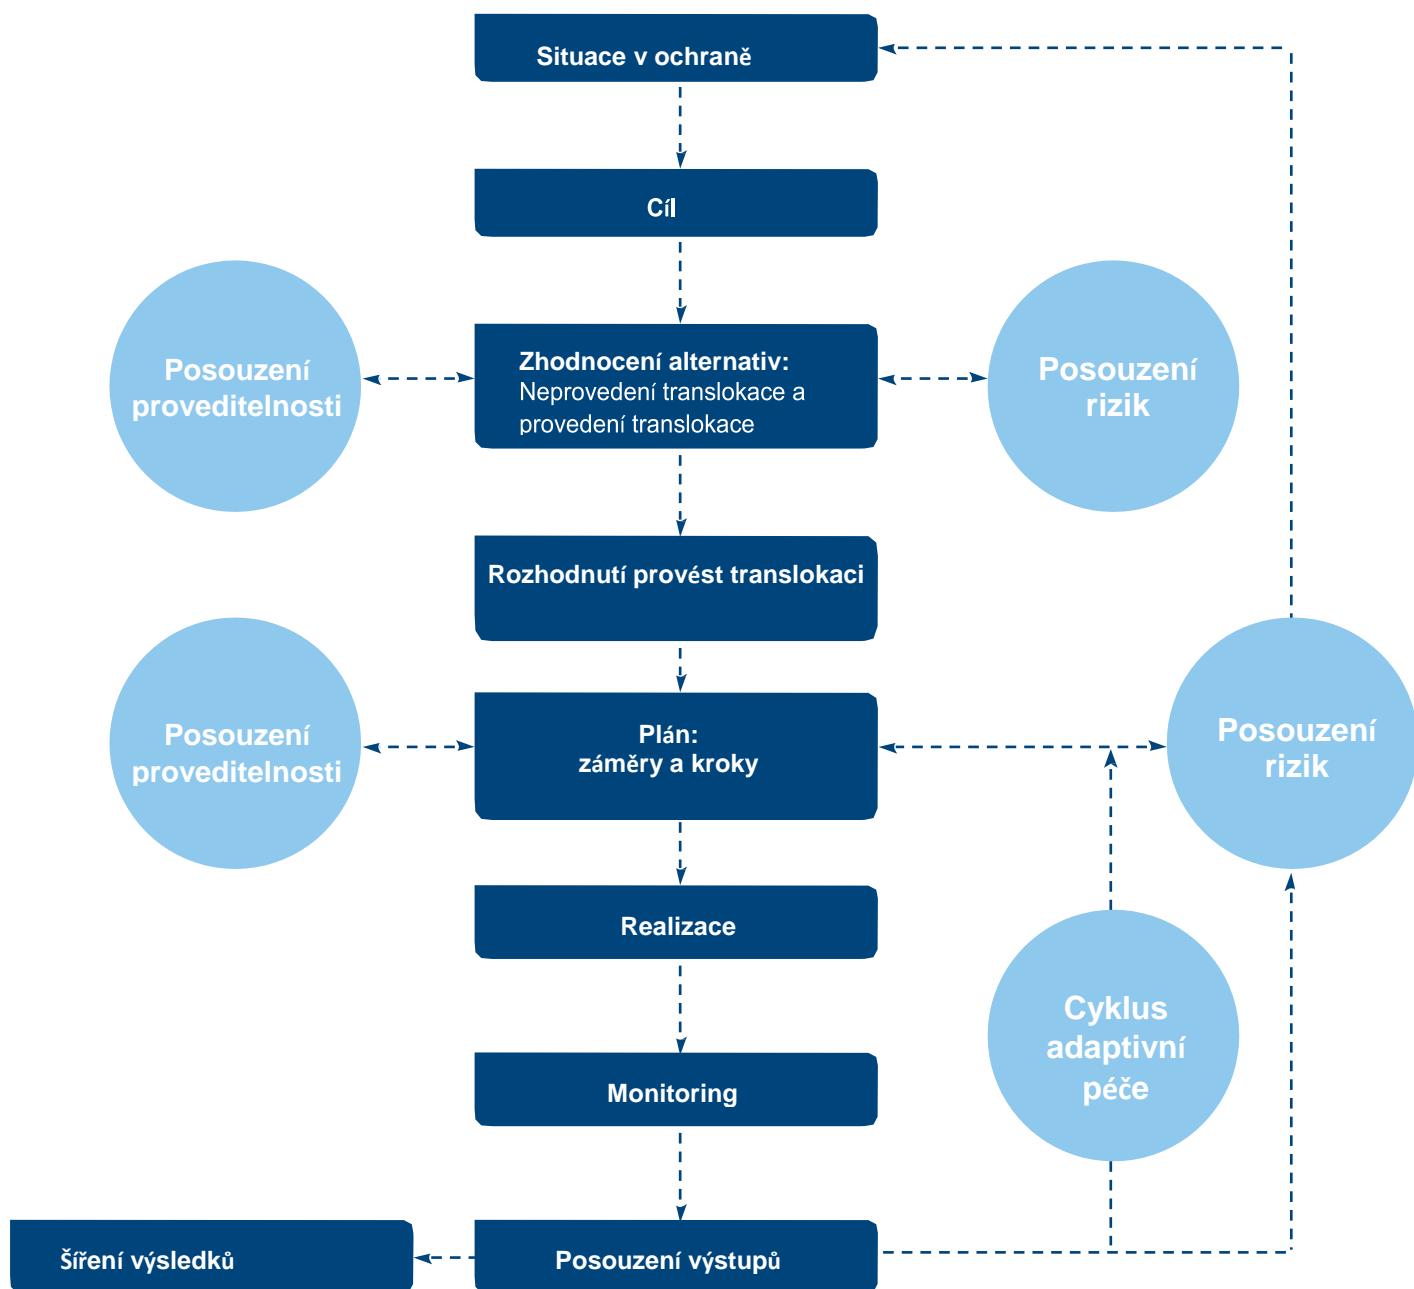 Situace v ochraně
Cíl
Posouzení
proveditelnosti
Zhodnocení alternativ:
Neprovedení translokace a
provedení translokace
Posouzení
rizik
Rozhodnutí provést translokaci
Posouzení
proveditelnosti
Plán:
záměry a kroky
Posouzení
rizik
Realizace
Cyklus
adaptivní
péče
Monitoring
Šíření výsledků
Posouzení výstupů